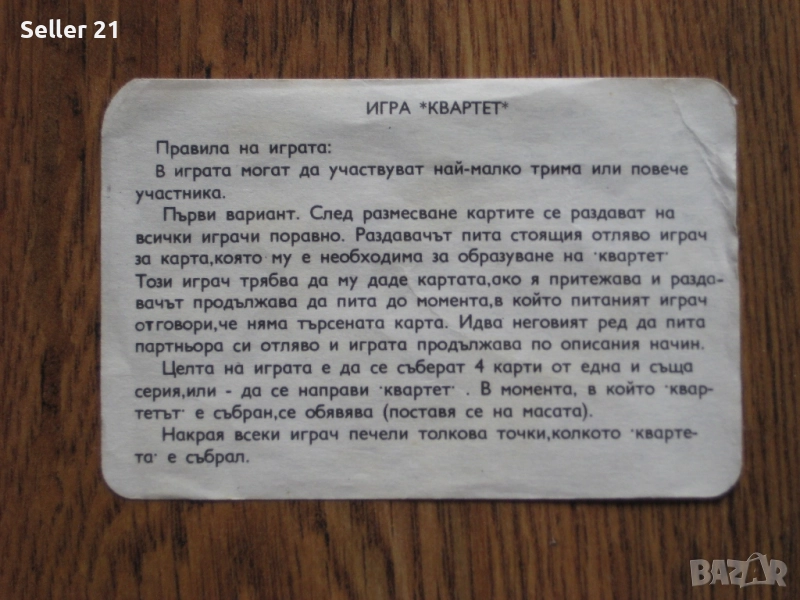 Seller 21
ИГРА *КВАРТЕТ*
Правила на играта:
В играта могат да участвуват най-малко трима или повече
участника.
Първи вариант. След размесване картите се раздават на
всички играчи поравно. Раздавачът пита стоящия отляво играч
за карта,която му е необходима за образуване на "квартет"
Този играч трябва да му даде картата,ако я притежава и разда-
вачът продължава да пита до момента,в който питаният играч
отговори,че няма търсената карта. Идва неговият ред да пита
партньора си отляво и играта продължава по описания начин.
Целта на играта е да се съберат 4 карти от една и съща
серия,или - да се направи "квартет" . В момента, в който "квар-
тетът" е събран,се обявява (поставя се на масата).
Накрая всеки играч печели толкова точки,колкото "кварте-
та" е събрал.
BAZAR